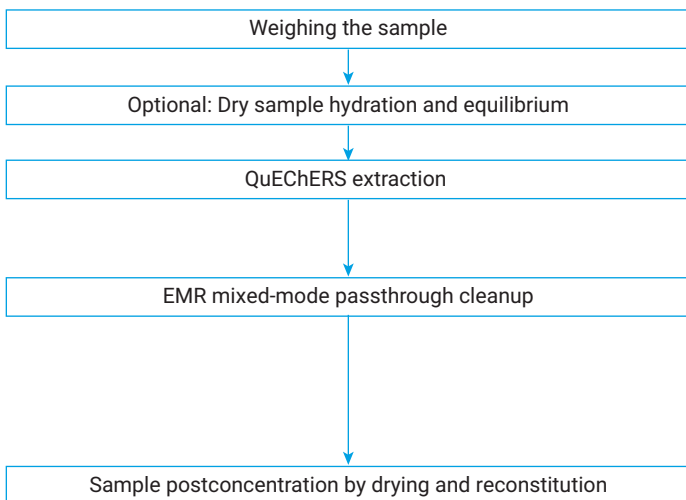 Weighing the sample
Optional: Dry sample hydration and equilibrium
QuEChERS extraction
EMR mixed-mode passthrough cleanup
Sample postconcentration by drying and reconstitution